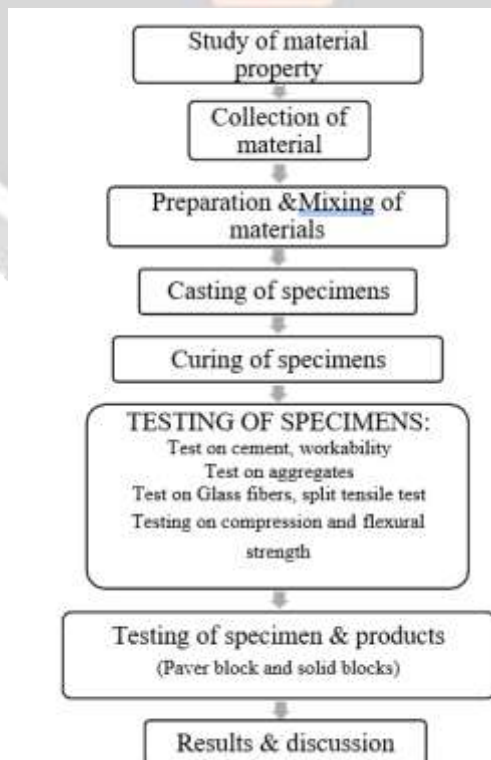 Study of material
property
Collection of
material
Preparation &Mixing of
materials
Casting of specimens
Curing of specimens
TESTING OF SPECIMENS:
Test on cement, workability
Test on aggregates
Test on Glass fibers, split tensile test
Testing on compression and flexural
strength
Testing of specimen & products
(Paver block and solid blocks)
Results & discussion